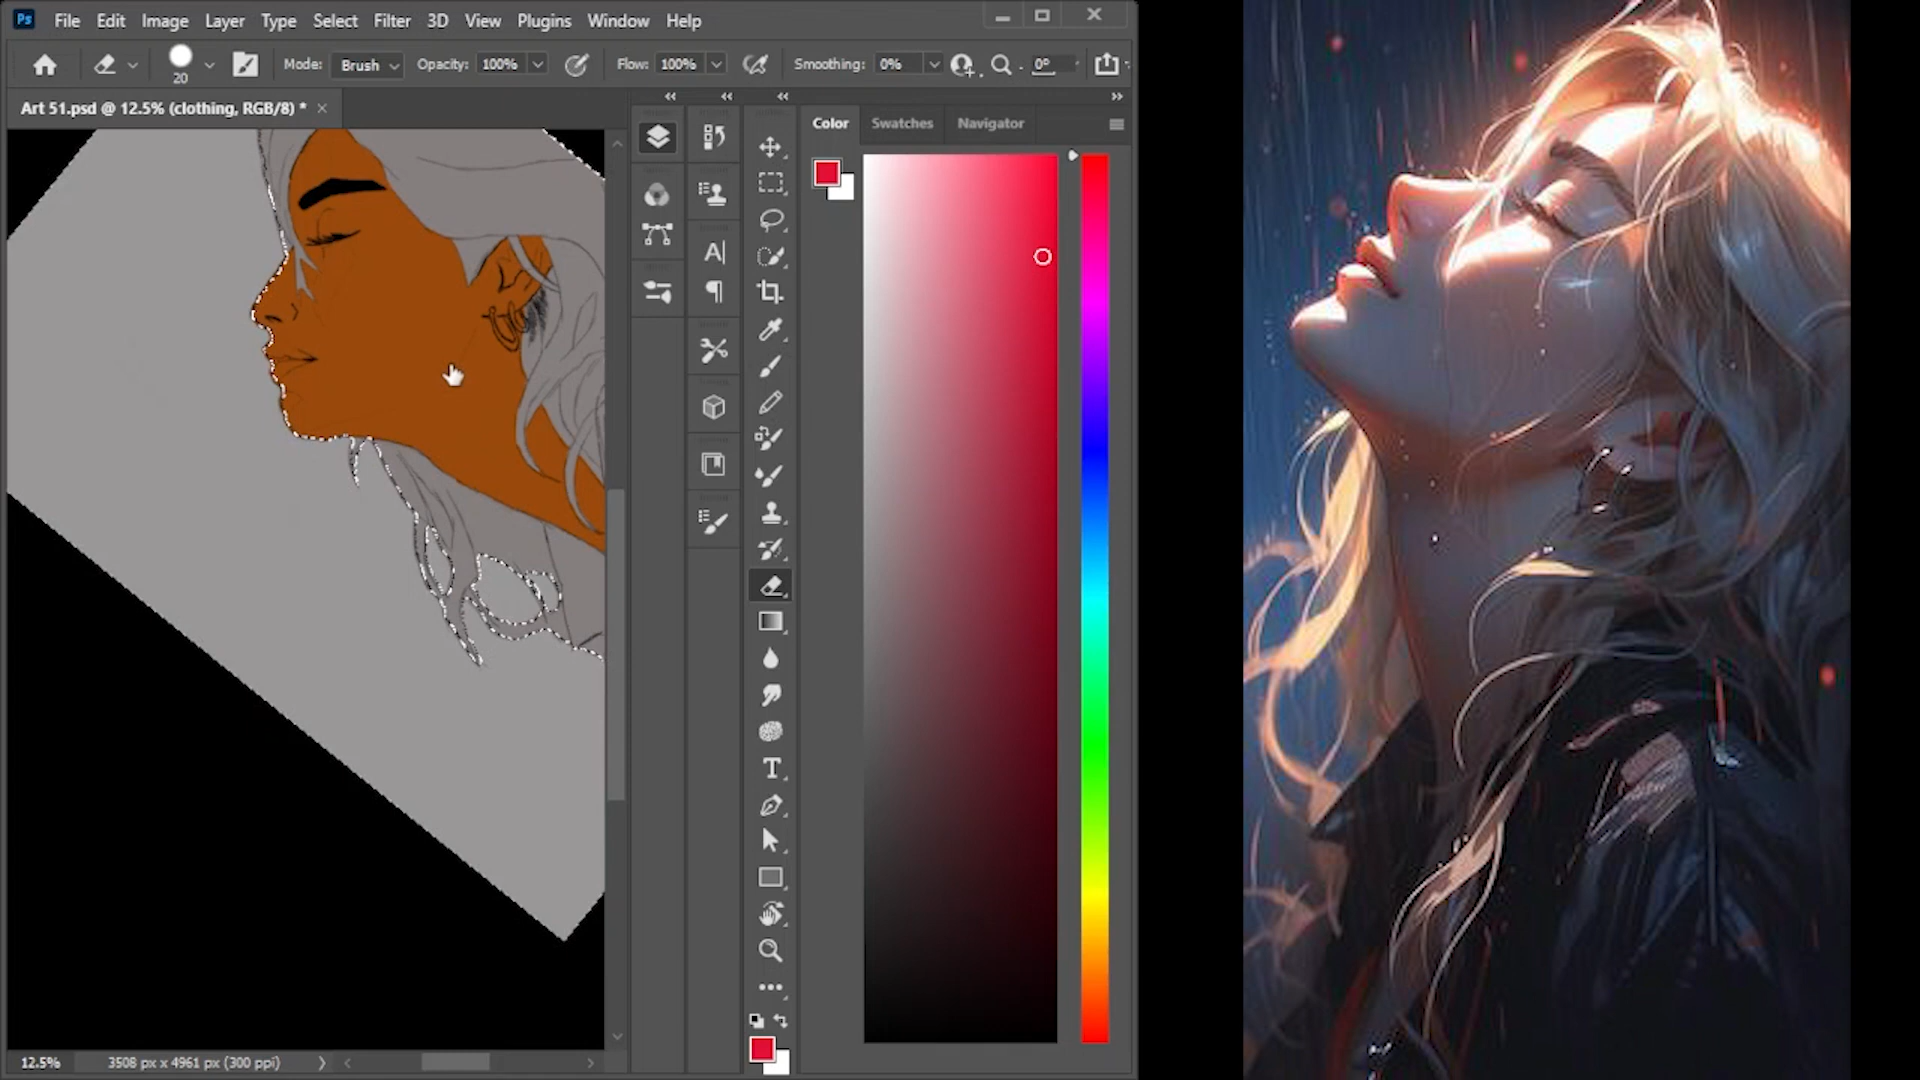 Ps File Edit Image Layer Type Select Filter 3D View Plugins Window Help
20 Mode: Brush Opacity: 100% Flow: 100% Smoothing: 0% 0°
Art 51.psd @ 12.5% (clothing, RGB/8) *
Color Swatches Navigator
12.5% 3508 px x 4961 px (300 ppi)